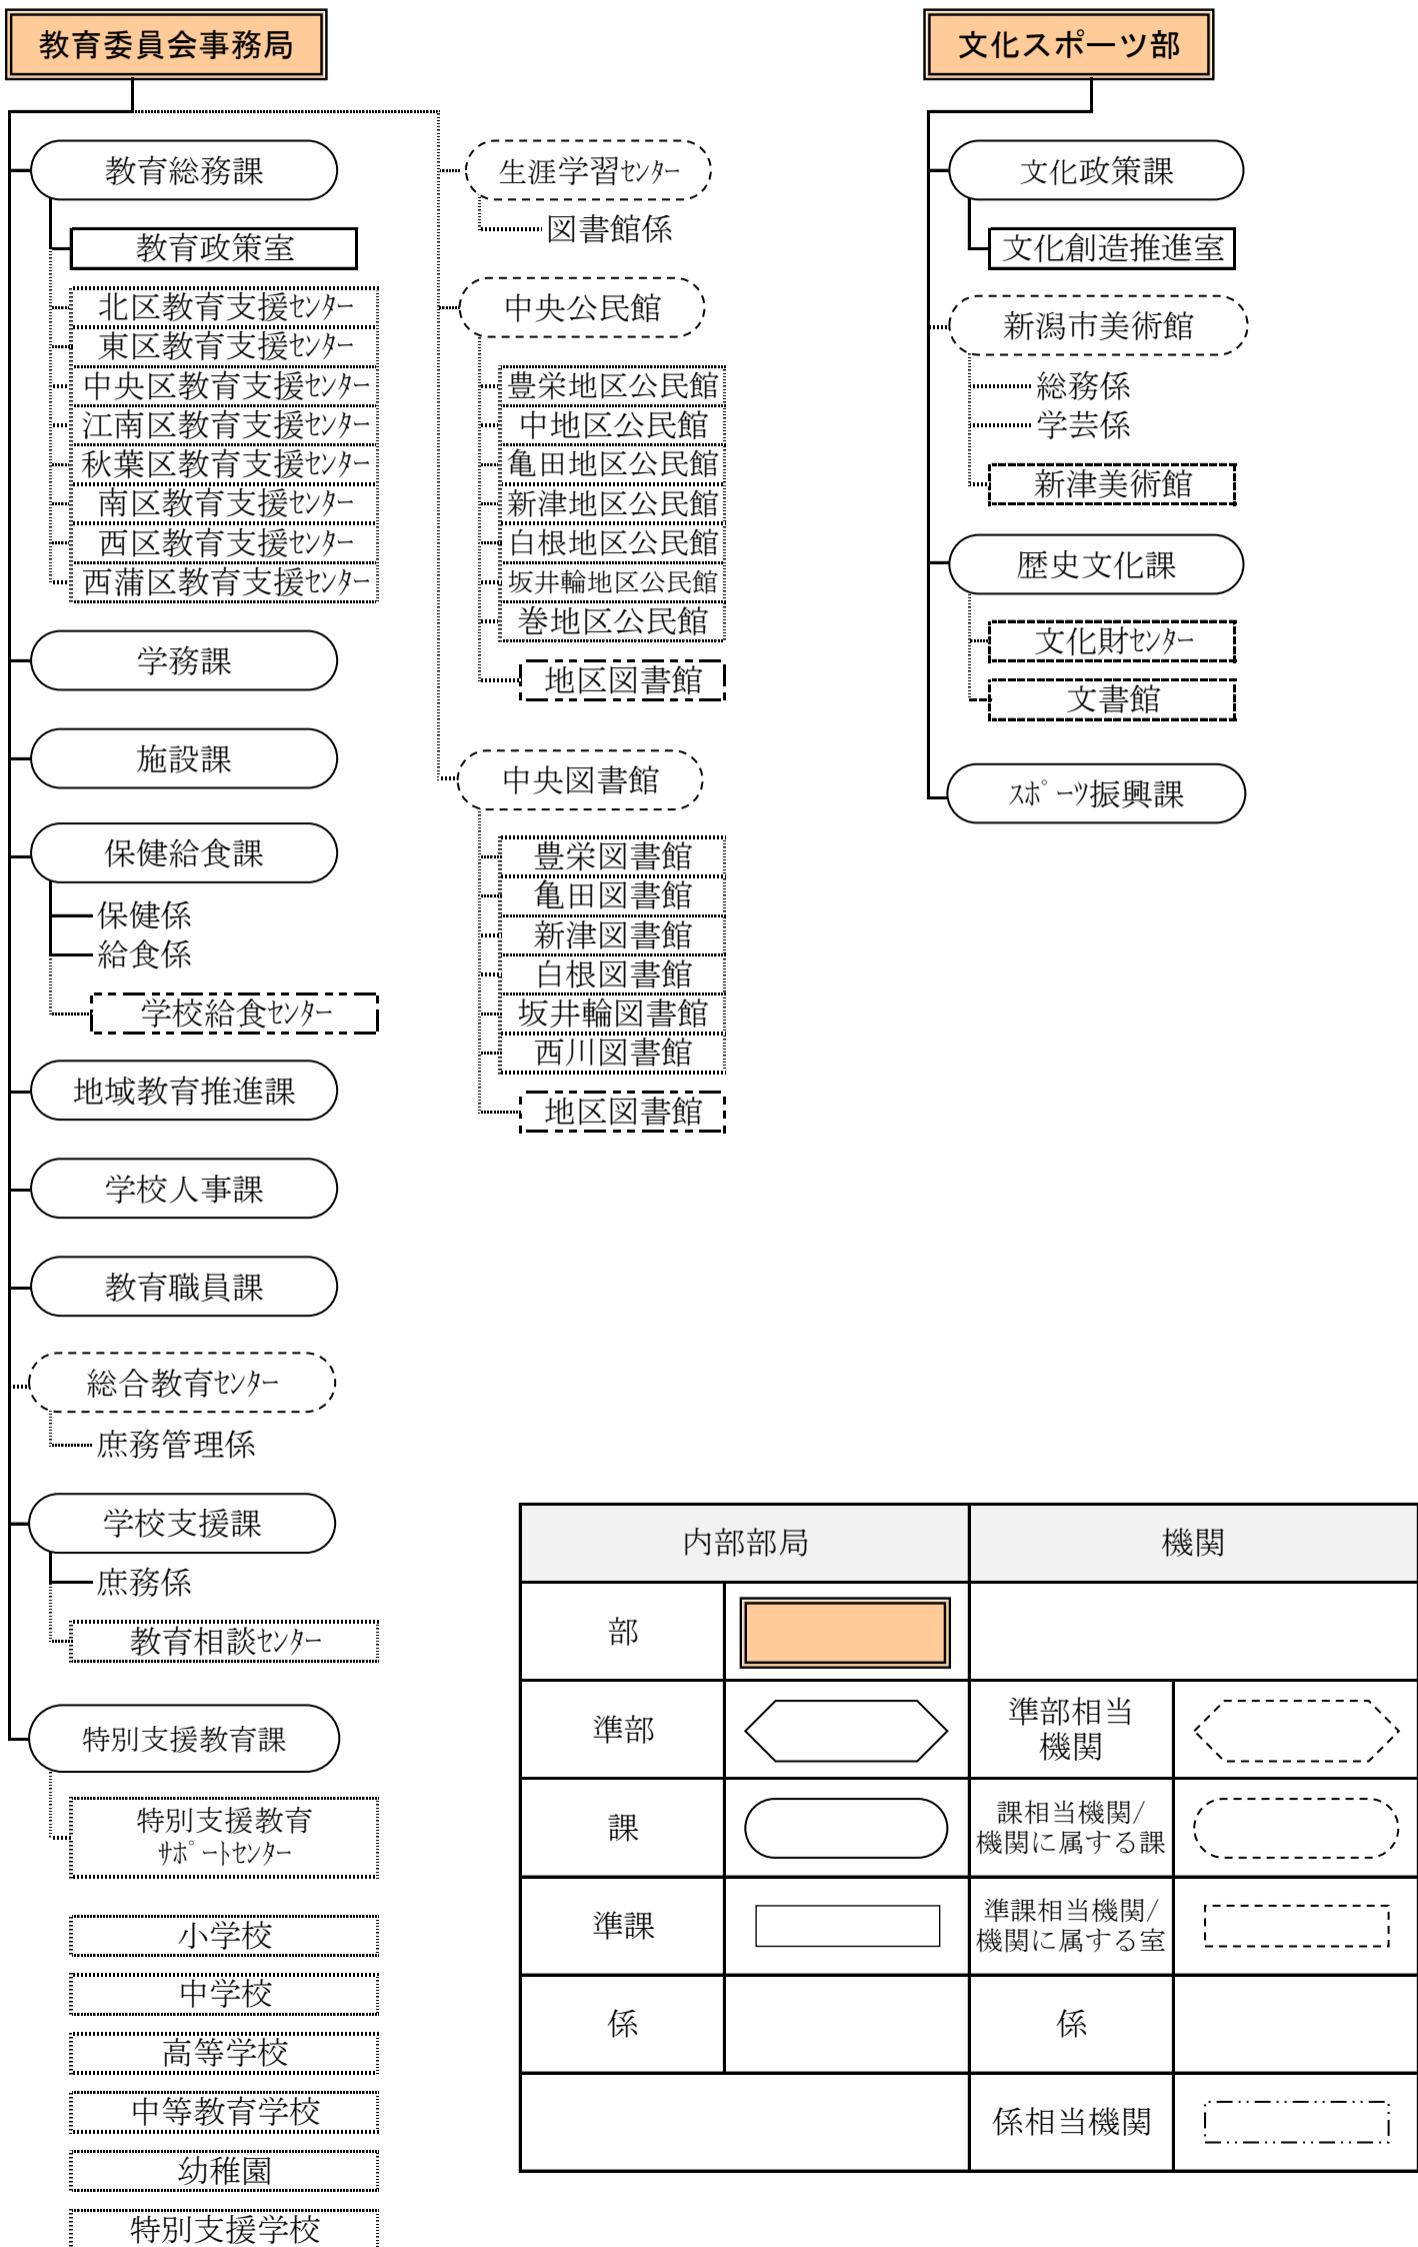 教育委員会事務局
教育総務課
教育政策室
北区教育支援ｾﾝﾀｰ
東区教育支援ｾﾝﾀｰ
中央区教育支援ｾﾝﾀｰ
江南区教育支援ｾﾝﾀｰ
秋葉区教育支援ｾﾝﾀｰ
南区教育支援ｾﾝﾀｰ
西区教育支援ｾﾝﾀｰ
西蒲区教育支援ｾﾝﾀｰ
学務課
施設課
保健給食課
保健係
給食係
学校給食ｾﾝﾀｰ
地域教育推進課
学校人事課
教育職員課
総合教育ｾﾝﾀｰ
庶務管理係
学校支援課
庶務係
教育相談ｾﾝﾀｰ
特別支援教育課
特別支援教育
ｻﾎﾟｰﾄｾﾝﾀｰ
小学校
中学校
高等学校
中等教育学校
幼稚園
特別支援学校
生涯学習ｾﾝﾀｰ
図書館係
中央公民館
豊栄地区公民館
中地区公民館
亀田地区公民館
新津地区公民館
白根地区公民館
坂井輪地区公民館
巻地区公民館
地区図書館
中央図書館
豊栄図書館
亀田図書館
新津図書館
白根図書館
坂井輪図書館
西川図書館
地区図書館
文化スポーツ部
文化政策課
文化創造推進室
新潟市美術館
総務係
学芸係
新津美術館
歴史文化課
文化財ｾﾝﾀｰ
文書館
ｽﾎﾟｰﾂ振興課
内部部局
機関
部
準部
準部相当
機関
課
課相当機関/
機関に属する課
準課
準課相当機関/
機関に属する室
係
係
係相当機関